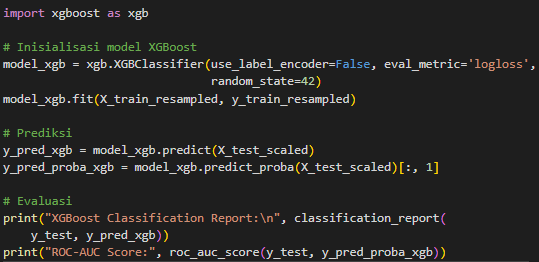 import xgboost as xgb
# Inisialisasi model XGBoost
model_xgb = xgb.XGBClassifier(use_label_encoder=False, eval_metric='logloss',
random_state=42)
model_xgb.fit(X_train_resampled, y_train_resampled)
# Prediksi
y_pred_xgb = model_xgb.predict(X_test_scaled)
y_pred_proba_xgb = model_xgb.predict_proba(X_test_scaled)[:, 1]
# Evaluasi
print("XGBoost Classification Report:\n", classification_report(
y_test, y_pred_xgb))
print("ROC-AUC Score:", roc_auc_score(y_test, y_pred_proba_xgb))